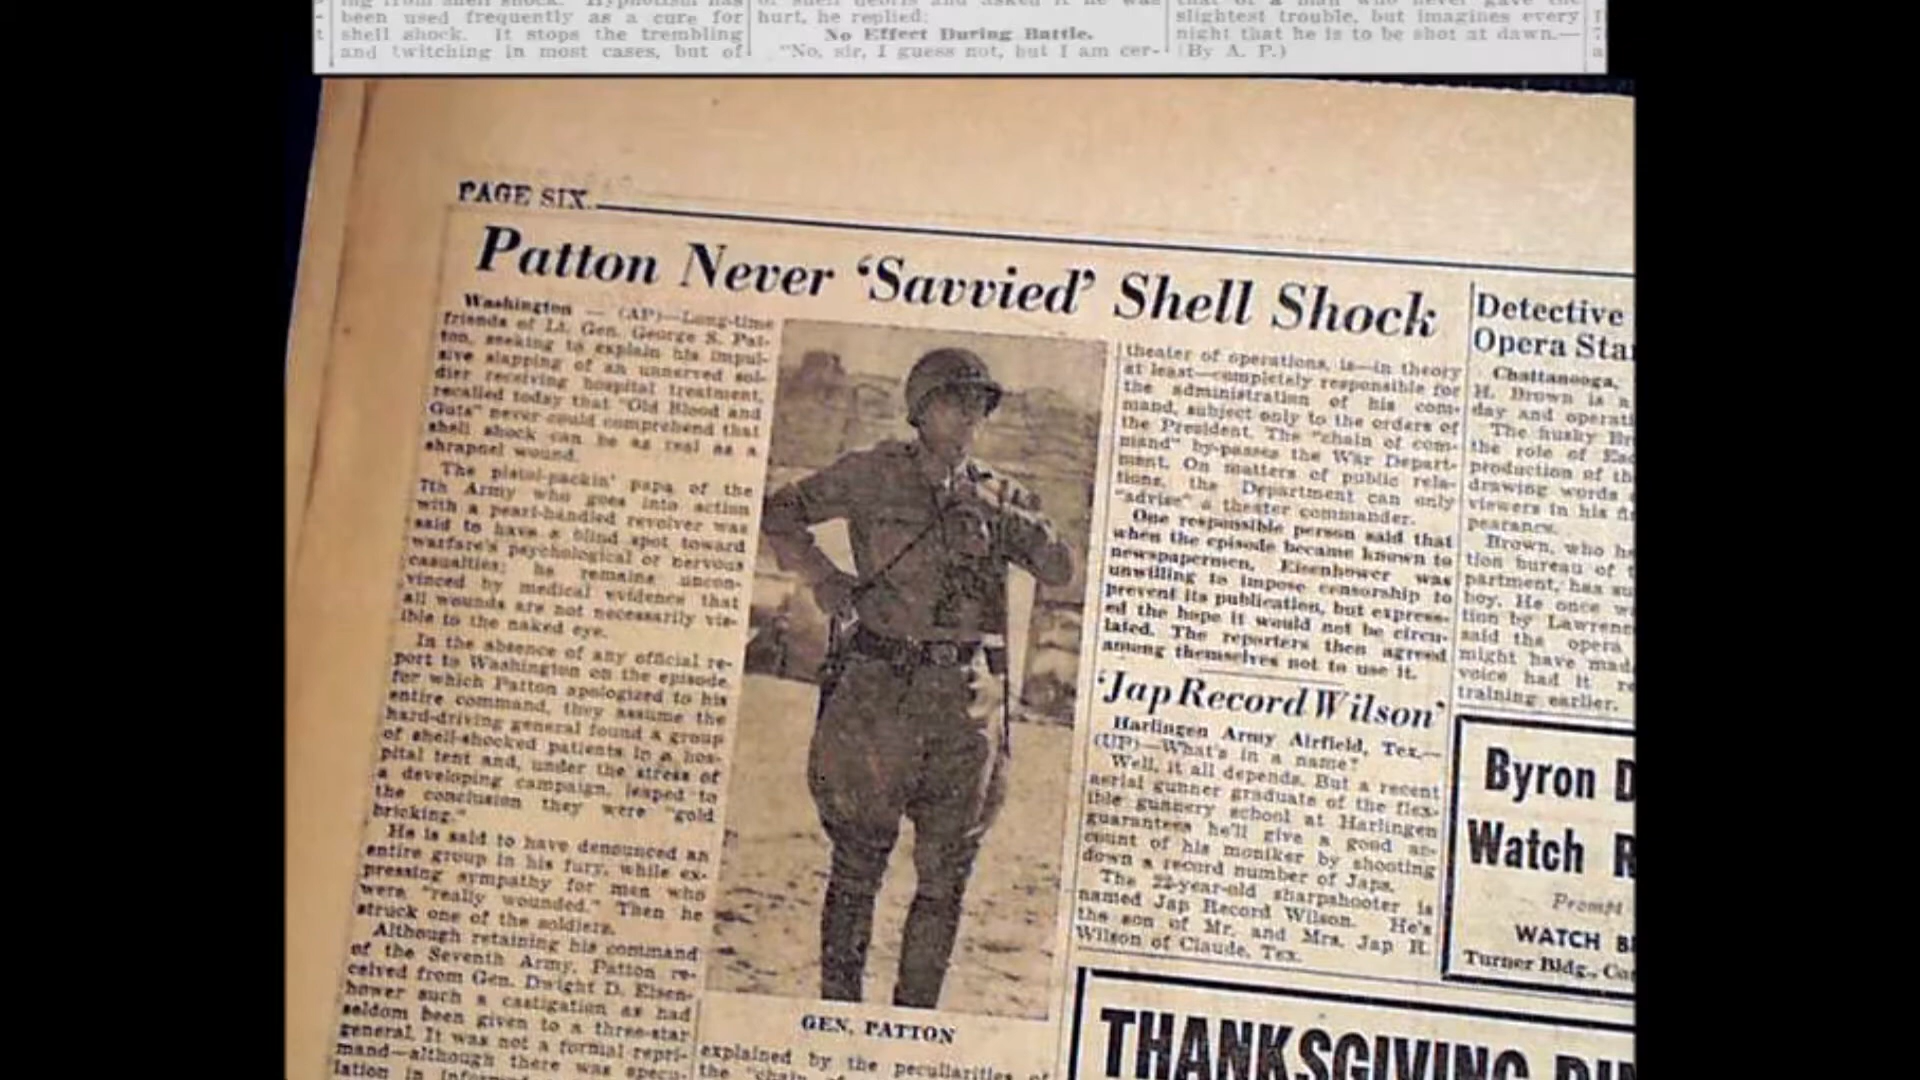 been used frequently as a cure for
shell shock. It stops the trembling
and twitching in most cases, but of
hurt, he replied:
No Effect During Battle.
"No, sir, I guess not, but I am cer-
slightest trouble, but imagines every
night that he is to be shot at dawn.—
(By A. P.)
PAGE SIX
Patton Never 'Savvied' Shell Shock
Washington — (AP)—Long-time
friends of Lt. Gen. George S. Pat-
ton, seeking to explain his impul-
sive slapping of an unnerved sol-
dier receiving hospital treatment,
recalled today that "Old Blood and
Guts" never could comprehend that
shell shock can be as real as a
shrapnel wound.
The pistol-packin' papa of the
7th Army who goes into action
with a pearl-handled revolver was
said to have a blind spot toward
warfare's psychological or nervous
casualties; he remains uncon-
vinced by medical evidence that
all wounds are not necessarily vis-
ible to the naked eye.
In the absence of any official re-
port to Washington on the episode
for which Patton apologized to his
entire command, they assume the
hard-driving general found a group
of shell-shocked patients in a hos-
pital tent and, under the stress of
a developing campaign, leaped to
the conclusion they were "gold
bricking."
He is said to have denounced an
entire group in his fury, while ex-
pressing sympathy for men who
were "really wounded." Then he
struck one of the soldiers.
Although retaining his command
of the Seventh Army, Patton re-
ceived from Gen. Dwight D. Eisen-
hower such a castigation as had
seldom been given to a three-star
general. It was not a formal repri-
mand—although there was specu-
lation in
GEN. PATTON
explained by the peculiarities of
the "chain of
theater of operations, is—in theory
at least—completely responsible for
the administration of his com-
mand, subject only to the orders of
the President. The "chain of com-
mand" by-passes the War Depart-
ment. On matters of public rela-
tions, the Department can only
"advise" a theater commander.
One responsible person said that
when the episode became known to
newspapermen, Eisenhower was
unwilling to impose censorship to
prevent its publication, but express-
ed the hope it would not be circu-
lated. The reporters then agreed
among themselves not to use it.
'Jap Record Wilson'
Harlingen Army Airfield, Tex.—
(UP)—What's in a name?
Well, it all depends. But a recent
aerial gunner graduate of the flex-
ible gunnery school at Harlingen
guarantees he'll give a good ac-
count of his moniker by shooting
down a record number of Japs.
The 22-year-old sharpshooter is
named Jap Record Wilson. He's
the son of Mr. and Mrs. Jap R.
Wilson of Claude, Tex.
Detective
Opera Sta
Chattanooga,
H. Brown is a
day and operati
The husky Br
the role of
production of th
drawing words
viewers in his fi
pearance.
Brown, who h
tion bureau of t
partment, has su
boy. He once w
tion by Lawrenc
said the opera
might have mad
voice had it re
training earlier.
Byron D
Watch R
Prompt
WATCH B
Turner Bldg., Co
THANKSGIVING DIN